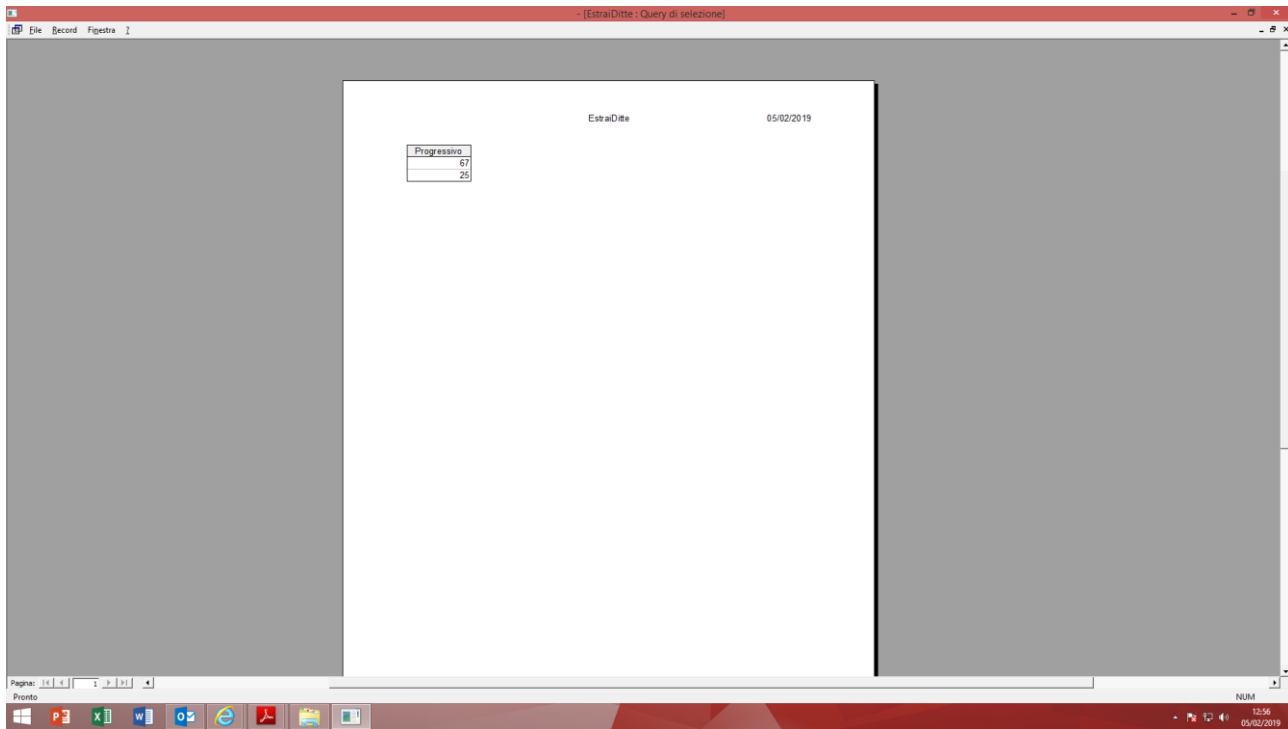 - [EstraiDitte : Query di selezione]
File Record Finestra ?
EstraiDitte 05/02/2019
Progressivo
67
25
Pagina: 1
Pronto NUM
12:56
05/02/2019